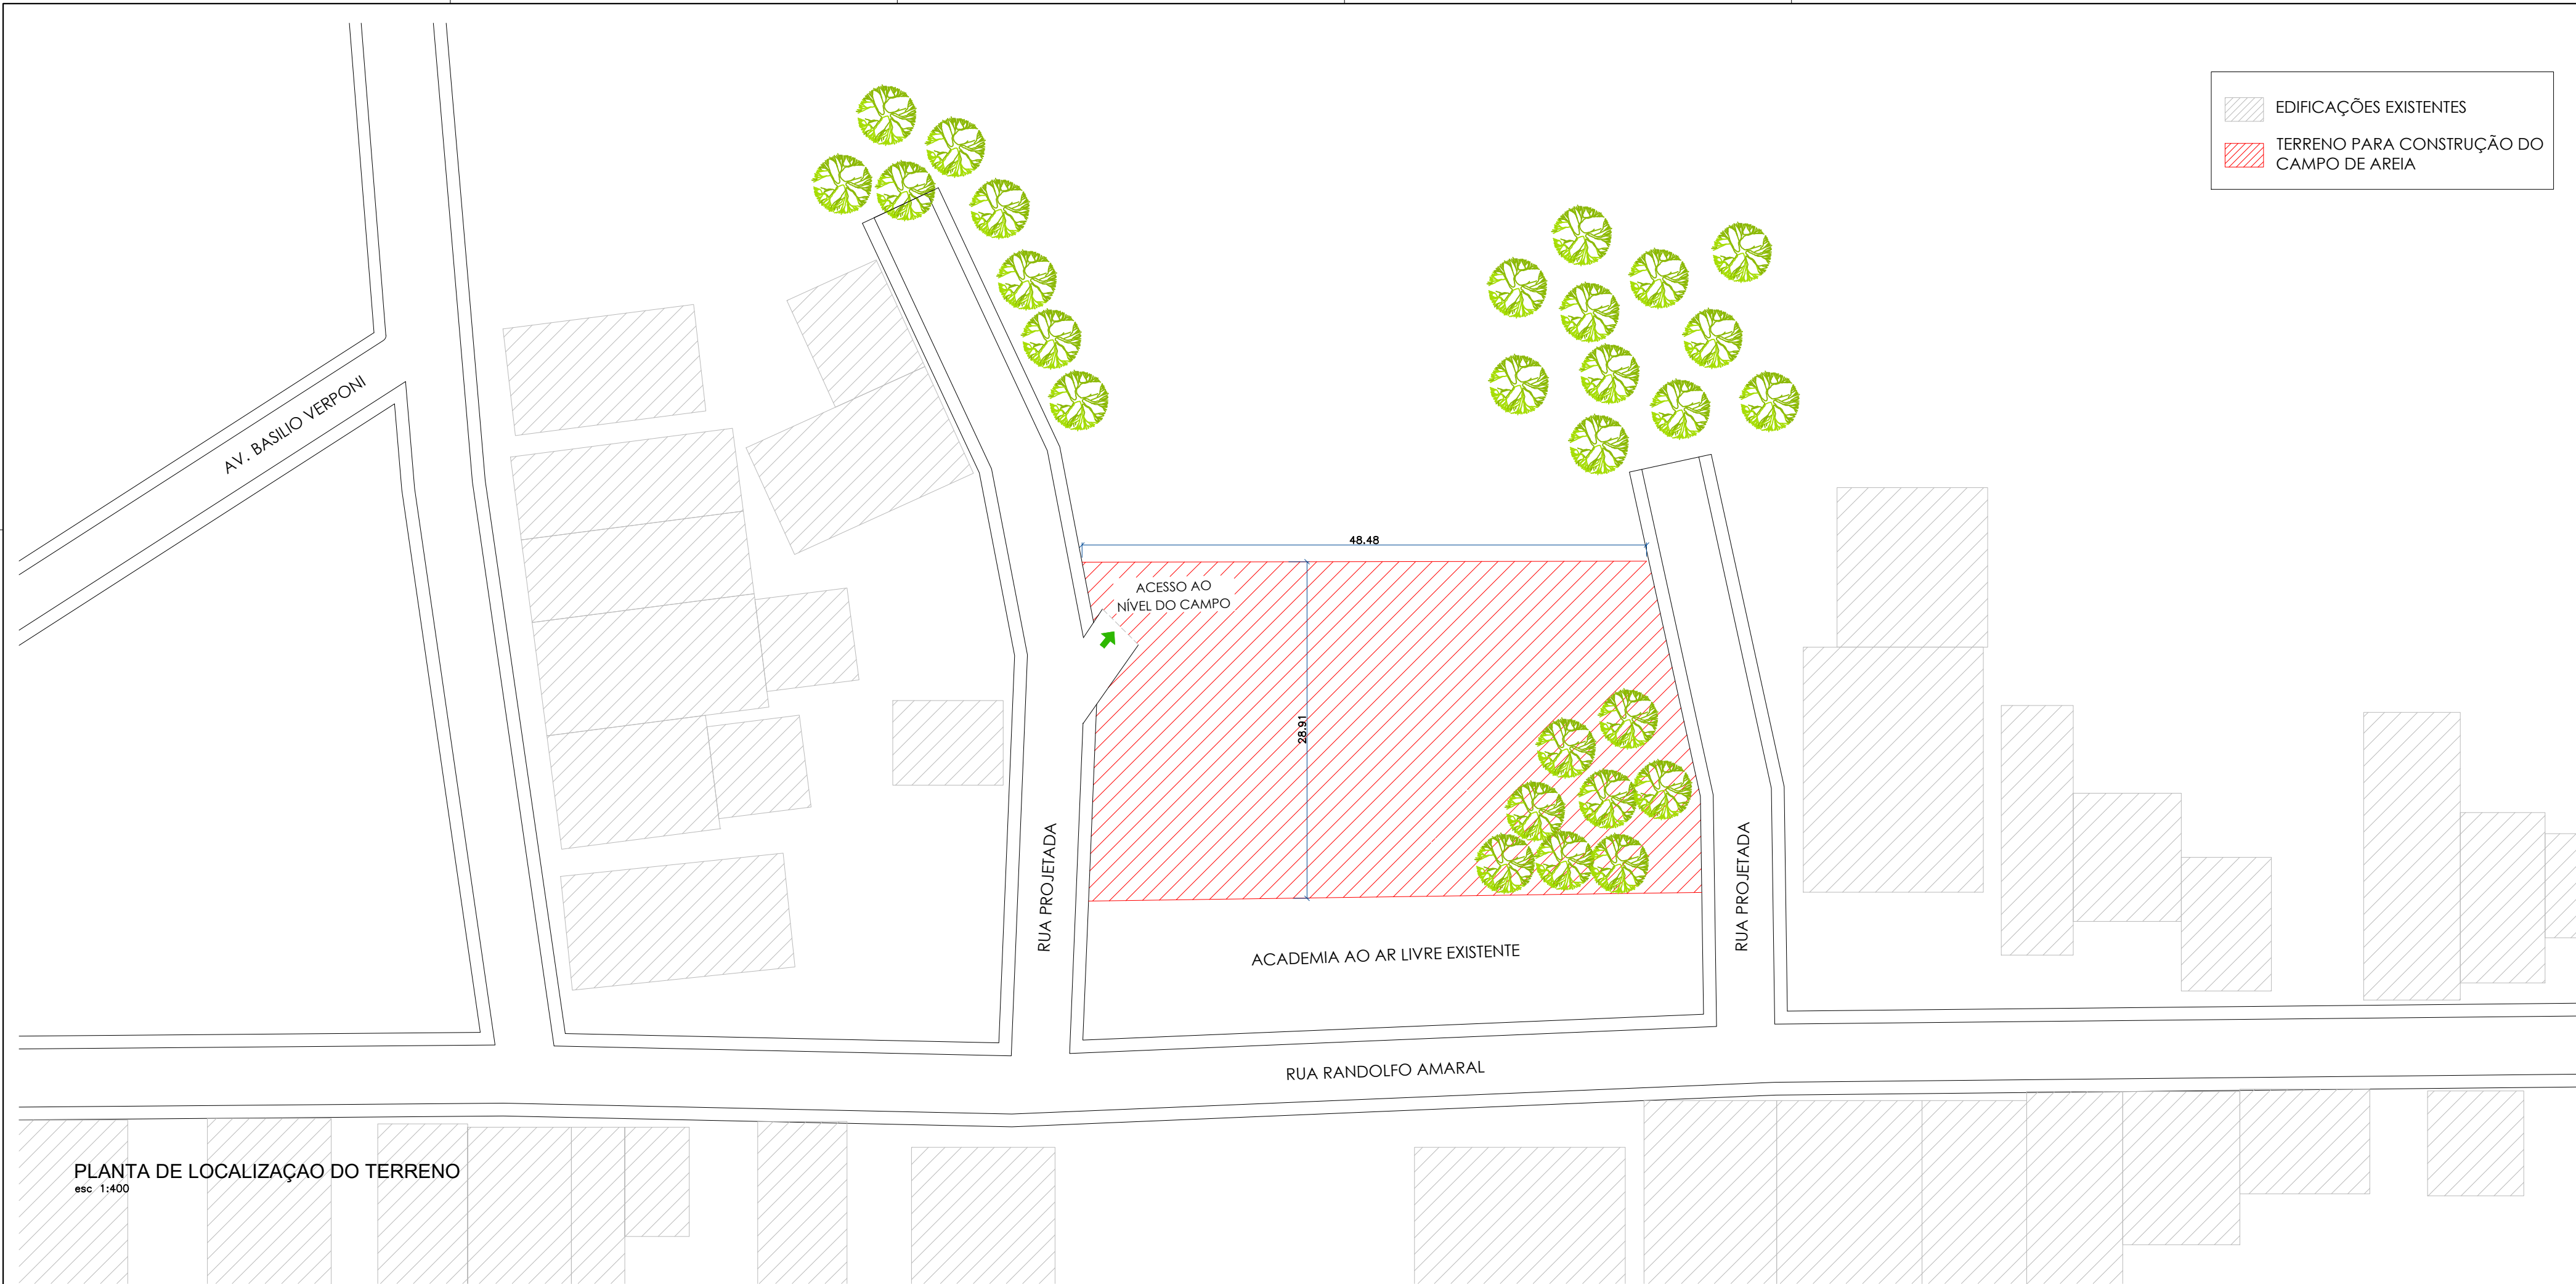 EDIFICAÇÕES EXISTENTES
TERRENO PARA CONSTRUÇÃO DO
CAMPO DE AREIA
AV. BASILIO VERPONI
48.48
ACESSO AO
NÍVEL DO CAMPO
28.91
RUA PROJETADA
RUA PROJETADA
ACADEMIA AO AR LIVRE EXISTENTE
RUA RANDOLFO AMARAL
PLANTA DE LOCALIZAÇAO DO TERRENO
esc 1:400